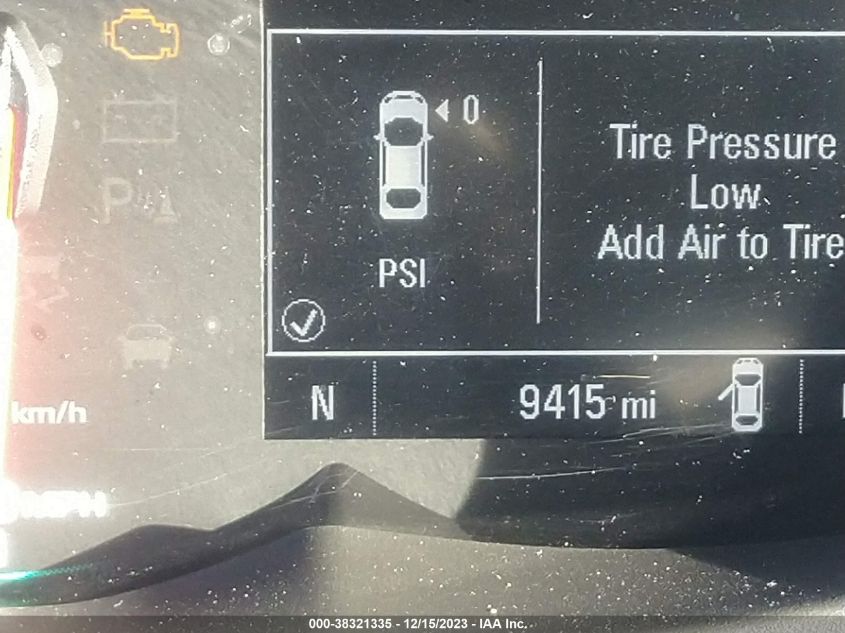 0
Tire Pressure
Low
Add Air to Tire
PSI
N 9415 mi
km/h
MPH
000-38321335 - 12/15/2023 - IAA Inc.